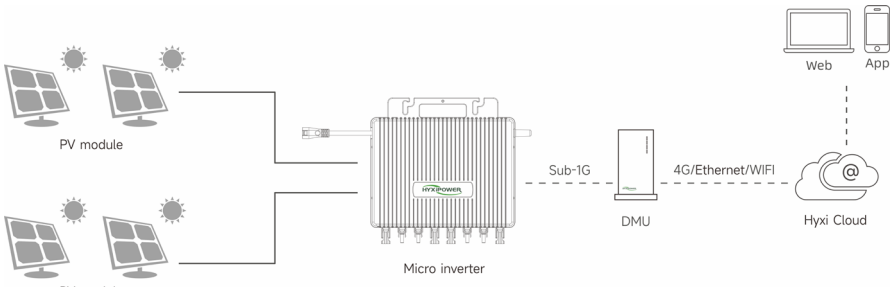 Web
App
PV module
HYXIPOWER
Sub-1G
4G/Ethernet/WIFI
DMU
Hyxi Cloud
@
Micro inverter